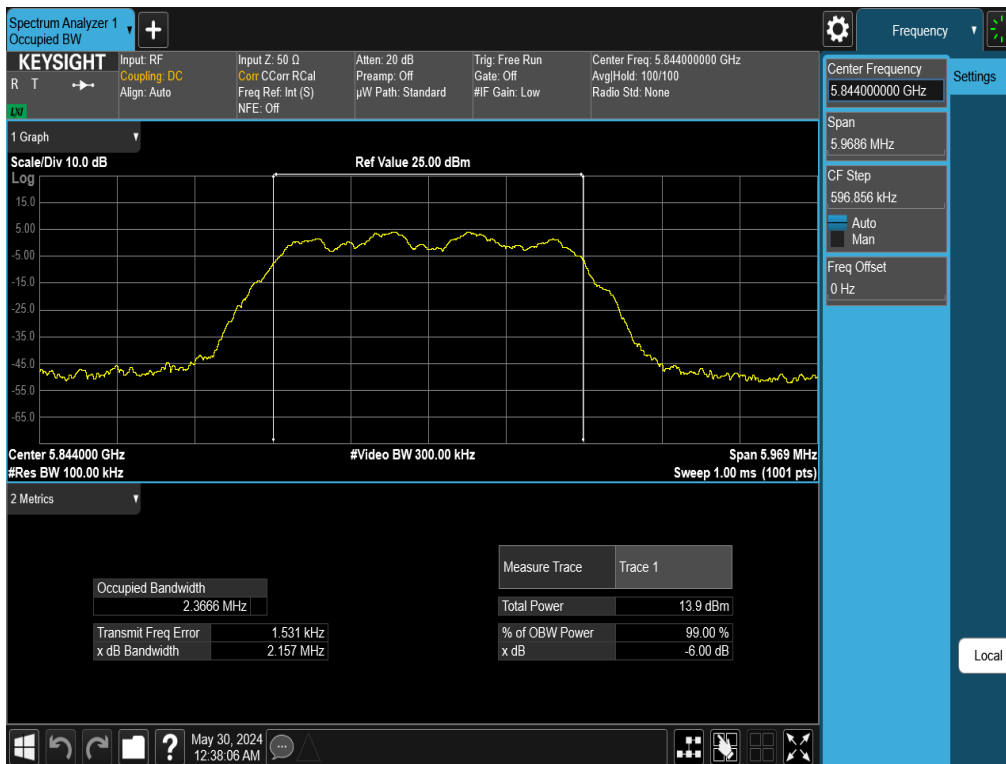 Spectrum Analyzer 1
Occupied BW
Frequency
KEYSIGHT
R T
LXI
Input: RF
Coupling: DC
Align: Auto
Input Z: 50 Ω
Corr CCorr RCal
Freq Ref: Int (S)
NFE: Off
Atten: 20 dB
Preamp: Off
µW Path: Standard
Trig: Free Run
Gate: Off
#IF Gain: Low
Center Freq: 5.844000000 GHz
Avg|Hold: 100/100
Radio Std: None
Center Frequency
5.844000000 GHz
Settings
Span
5.9686 MHz
CF Step
596.856 kHz
Auto
Man
Freq Offset
0 Hz
Local
1 Graph
Scale/Div 10.0 dB
Ref Value 25.00 dBm
Log
15.0
5.00
-5.00
-15.0
-25.0
-35.0
-45.0
-55.0
-65.0
Center 5.844000 GHz
#Video BW 300.00 kHz
Span 5.969 MHz
#Res BW 100.00 kHz
Sweep 1.00 ms (1001 pts)
2 Metrics
Measure Trace Trace 1
Occupied Bandwidth
2.3666 MHz
Total Power 13.9 dBm
Transmit Freq Error 1.531 kHz
% of OBW Power 99.00 %
x dB Bandwidth 2.157 MHz
x dB -6.00 dB
?
May 30, 2024
12:38:06 AM